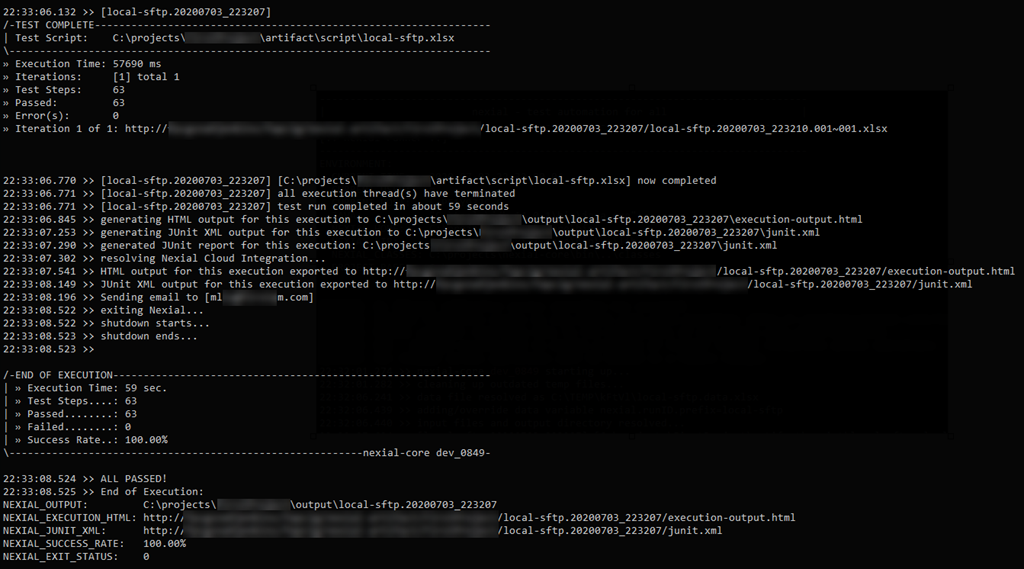 22:33:06.132 >> [local-sftp.20200703_223207]
/-TEST COMPLETE--------------------------------------------------------------
| Test Script:    C:\projects\ \artifact\script\local-sftp.xlsx
\----------------------------------------------------------------------------
» Execution Time: 57690 ms
» Iterations:     [1] total 1
» Test Steps:     63
» Passed:         63
» Error(s):       0
» Iteration 1 of 1: http:// /local-sftp.20200703_223207/local-sftp.20200703_223210.001~001.xlsx
22:33:06.770 >> [local-sftp.20200703_223207] [C:\projects\ \artifact\script\local-sftp.xlsx] now completed
22:33:06.771 >> [local-sftp.20200703_223207] all execution thread(s) have terminated
22:33:06.771 >> [local-sftp.20200703_223207] test run completed in about 59 seconds
22:33:06.845 >> generating HTML output for this execution to C:\projects\ \output\local-sftp.20200703_223207\execution-output.html
22:33:07.253 >> generating JUnit XML output for this execution to C:\projects\ \output\local-sftp.20200703_223207\junit.xml
22:33:07.290 >> generated JUnit report for this execution: C:\projects \output\local-sftp.20200703_223207\junit.xml
22:33:07.302 >> resolving Nexial Cloud Integration...
22:33:07.541 >> HTML output for this execution exported to http:// /local-sftp.20200703_223207/execution-output.html
22:33:08.149 >> JUnit XML output for this execution exported to http:// /local-sftp.20200703_223207/junit.xml
22:33:08.196 >> Sending email to [ml m.com]
22:33:08.522 >> exiting Nexial...
22:33:08.522 >> shutdown starts...
22:33:08.523 >> shutdown ends...
22:33:08.523 >>
/-END OF EXECUTION-----------------------------------------------------------
| » Execution Time: 59 sec.
| » Test Steps....: 63
| » Passed........: 63
| » Failed........: 0
| » Success Rate..: 100.00%
\-------------------------------------------------------nexial-core dev_0849-
22:33:08.524 >> ALL PASSED!
22:33:08.525 >> End of Execution:
NEXIAL_OUTPUT:         C:\projects\ \output\local-sftp.20200703_223207
NEXIAL_EXECUTION_HTML: http:// /local-sftp.20200703_223207/execution-output.html
NEXIAL_JUNIT_XML:      http:// /local-sftp.20200703_223207/junit.xml
NEXIAL_SUCCESS_RATE:   100.00%
NEXIAL_EXIT_STATUS:    0